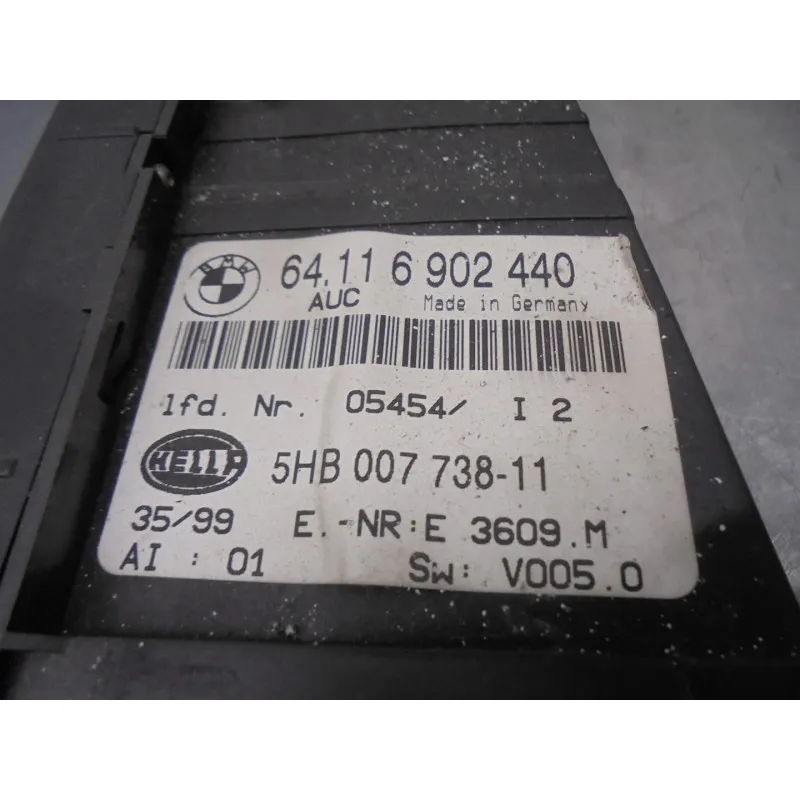 BMW 64.11 6 902 440
AUC Made in Germany
lfd. Nr. 05454/ I 2
HELLA 5HB 007 738-11
35/99 E.-NR:E 3609.M
AI : 01 Sw: V005.0